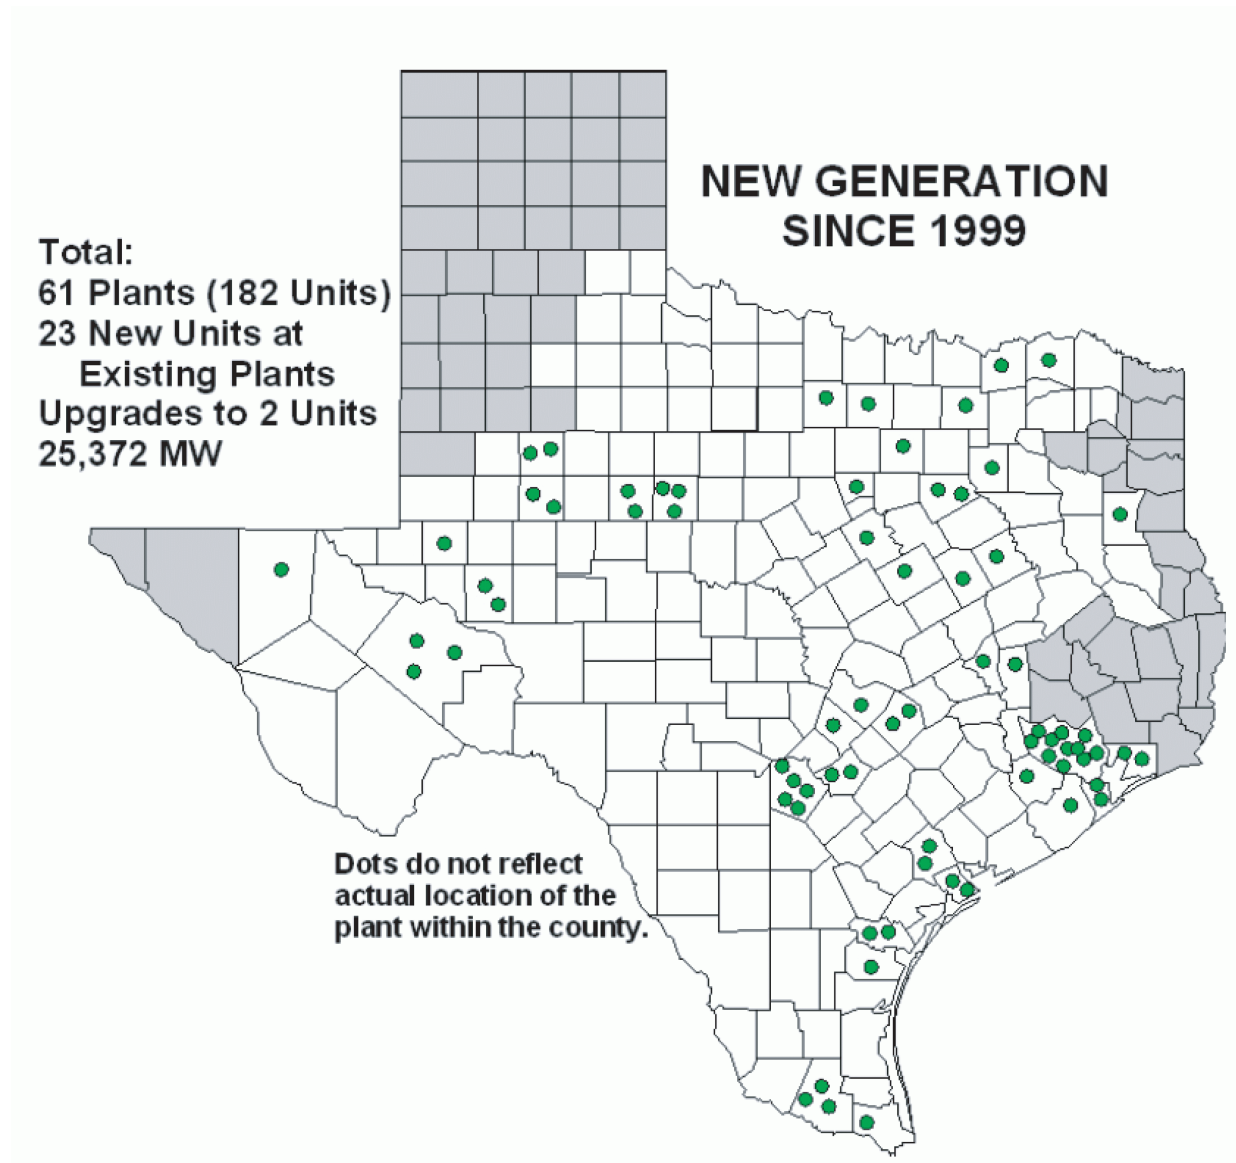 NEW GENERATION
SINCE 1999
Total:
61 Plants (182 Units)
23 New Units at
Existing Plants
Upgrades to 2 Units
25,372 MW
Dots do not reflect
actual location of the
plant within the county.